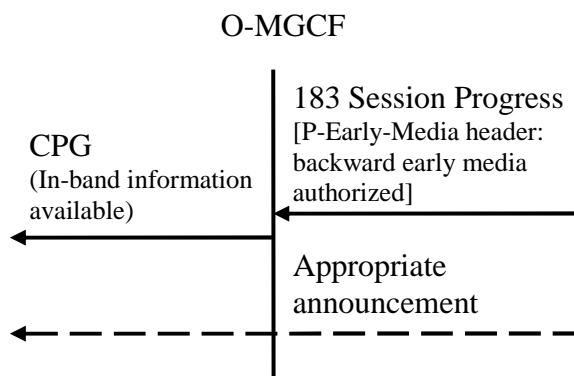 O-MGCF
183 Session Progress
[P-Early-Media header:
backward early media
authorized]
CPG
(In-band information
available)
Appropriate
announcement